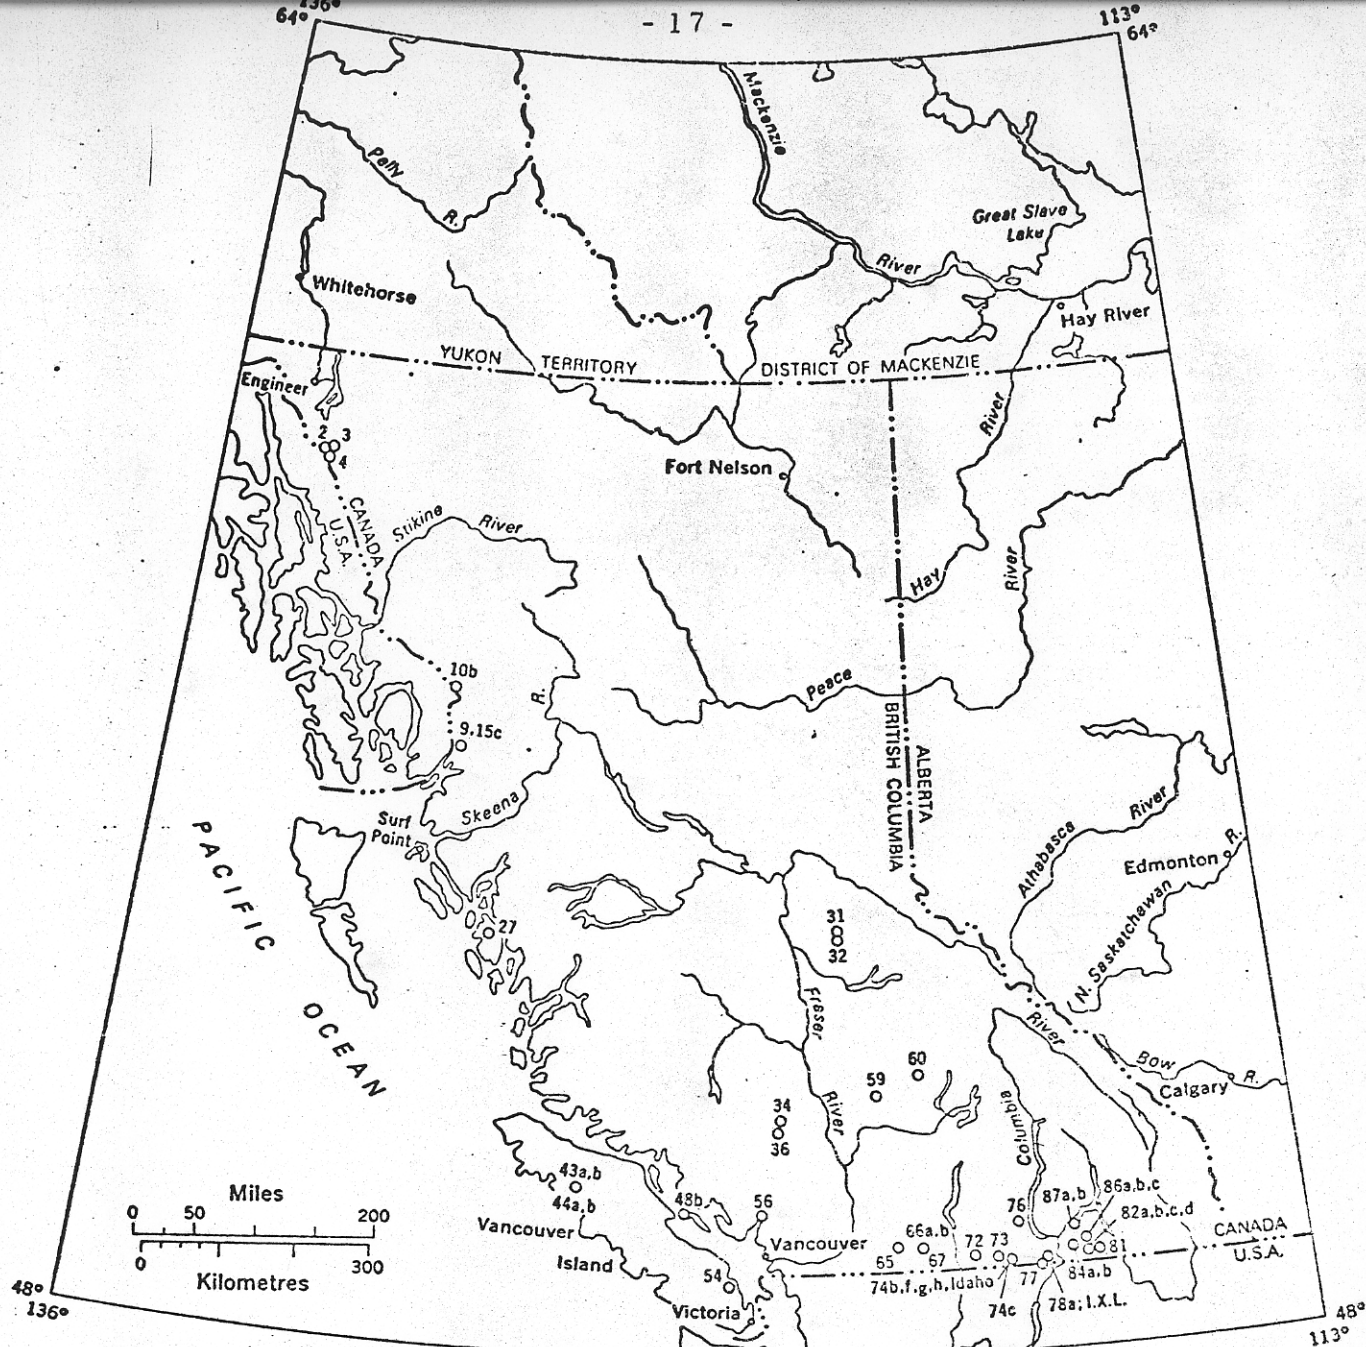 - 17 -
136°
64°
113°
64°
Mackenzie
Pelly
R.
Great Slave
Lake
River
Whitehorse
Hay River
YUKON TERRITORY
DISTRICT OF MACKENZIE
Engineer
2 3
4
River
Fort Nelson
CANADA
U.S.A.
Stikine River
Hay
River
10b
R.
Peace
9,15c
BRITISH COLUMBIA
ALBERTA
Skeena
Surf
Point
Athabasca River
Edmonton
R.
N. Saskatchewan
PACIFIC OCEAN
27
31
32
Fraser
River
River
Bow R.
Calgary
60
59
Columbia
34
36
43a,b
44a,b
48b
56
76
87a,b
86a,b,c
82a,b,c,d
Miles
0 50 200
0 300
Kilometres
Vancouver
Island
Vancouver
65
66a,b
67
72 73
81
CANADA
U.S.A.
74b,f,g,h,Idaho
77
84a,b
54
74c
78a; I.X.L.
Victoria
48°
136°
48°
113°